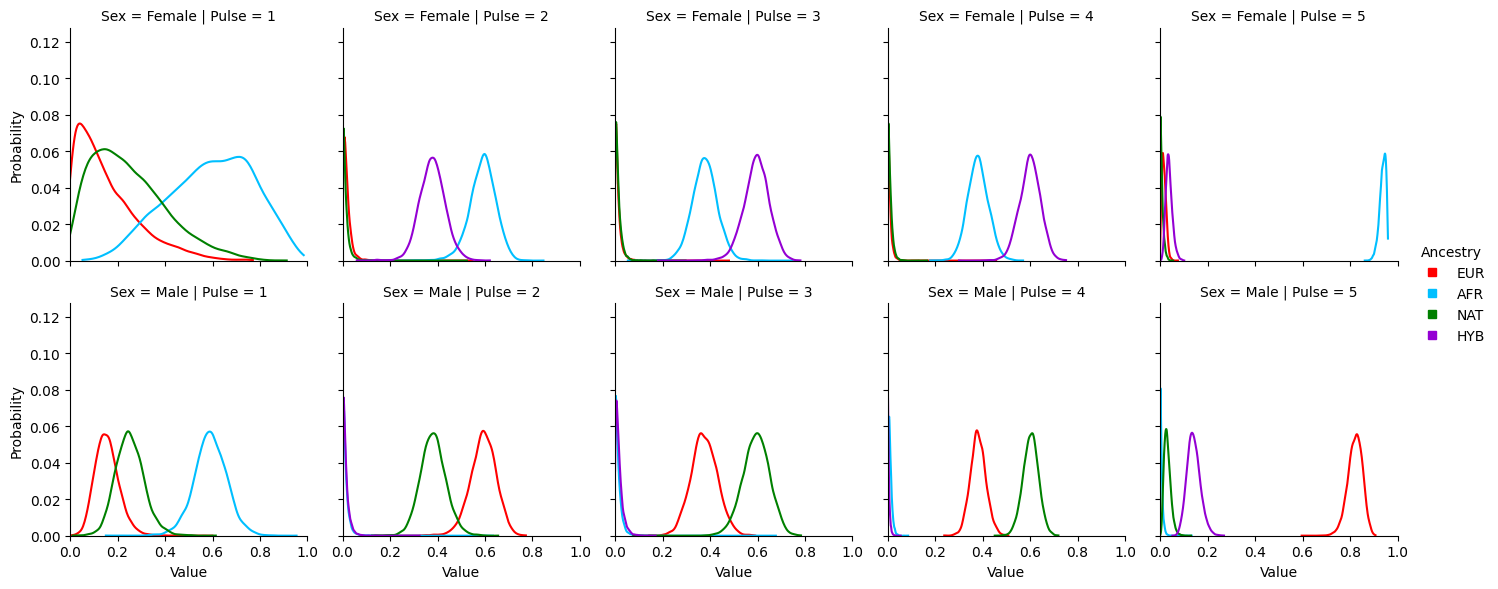 Sex = Female | Pulse = 1 Sex = Female | Pulse = 2 Sex = Female | Pulse = 3 Sex = Female | Pulse = 4 Sex = Female | Pulse = 5
0.12
0.10
0.08
0.06
0.04
0.02
0.00
Probability
Sex = Male | Pulse = 1 Sex = Male | Pulse = 2 Sex = Male | Pulse = 3 Sex = Male | Pulse = 4 Sex = Male | Pulse = 5
0.12
0.10
0.08
0.06
0.04
0.02
0.00
Probability
0.0 0.2 0.4 0.6 0.8 1.0 0.0 0.2 0.4 0.6 0.8 1.0 0.0 0.2 0.4 0.6 0.8 1.0 0.0 0.2 0.4 0.6 0.8 1.0 0.0 0.2 0.4 0.6 0.8 1.0
Value Value Value Value Value
Ancestry
EUR
AFR
NAT
HYB